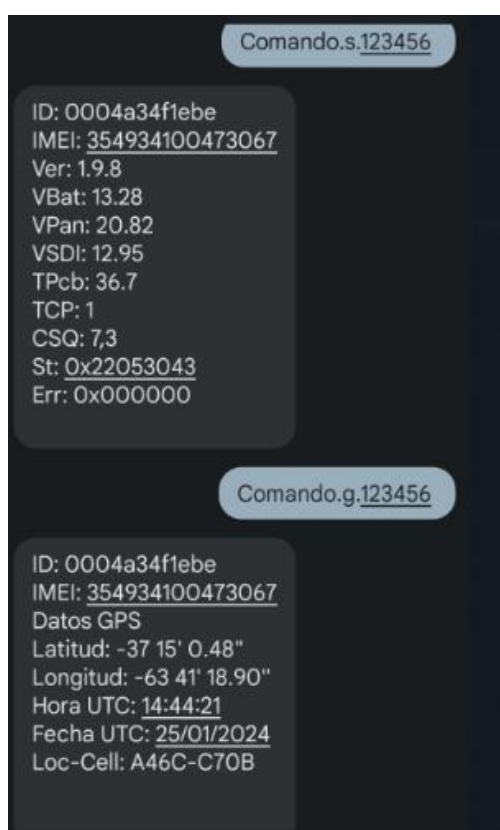 Comando.s.123456
ID: 0004a34f1ebe
IMEI: 354934100473067
Ver: 1.9.8
VBat: 13.28
VPan: 20.82
VSDI: 12.95
TPcb: 36.7
TCP: 1
CSQ: 7,3
St: 0x22053043
Err: 0x000000
Comando.g.123456
ID: 0004a34f1ebe
IMEI: 354934100473067
Datos GPS
Latitud: -37 15' 0.48"
Longitud: -63 41' 18.90"
Hora UTC: 14:44:21
Fecha UTC: 25/01/2024
Loc-Cell: A46C-C70B